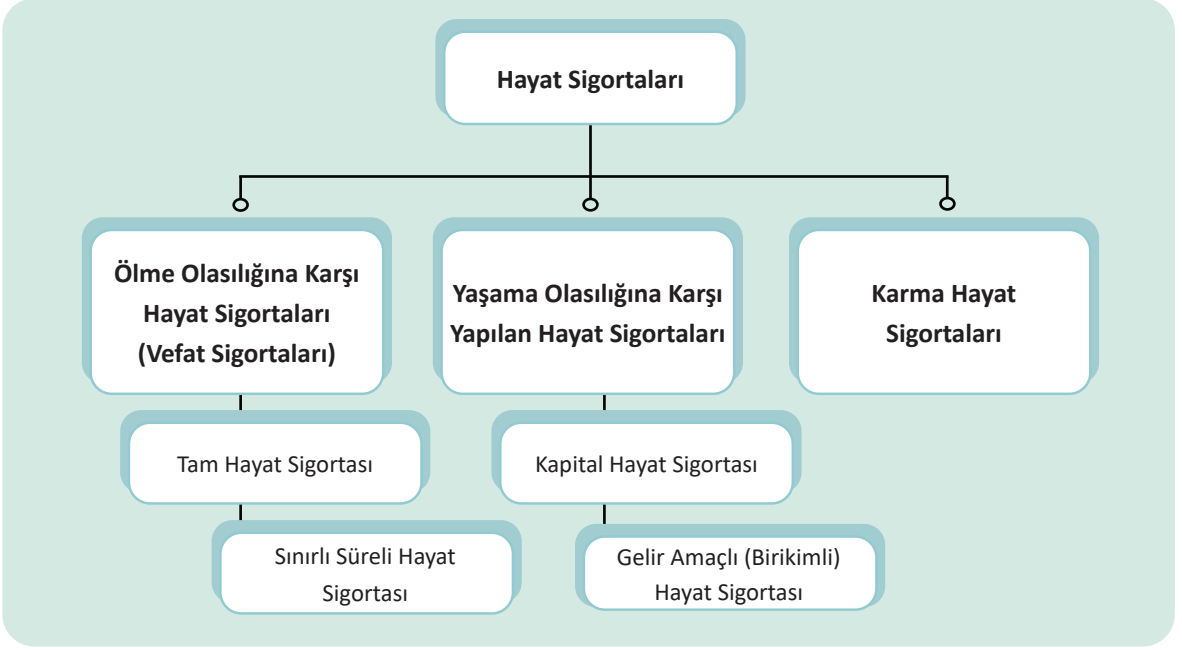 Hayat Sigortaları
Ölme Olasılığına Karşı
Hayat Sigortaları
(Vefat Sigortaları)
Yaşama Olasılığına Karşı
Yapılan Hayat Sigortaları
Karma Hayat
Sigortaları
Tam Hayat Sigortası
Kapital Hayat Sigortası
Sınırlı Süreli Hayat
Sigortası
Gelir Amaçlı (Birikimli)
Hayat Sigortası